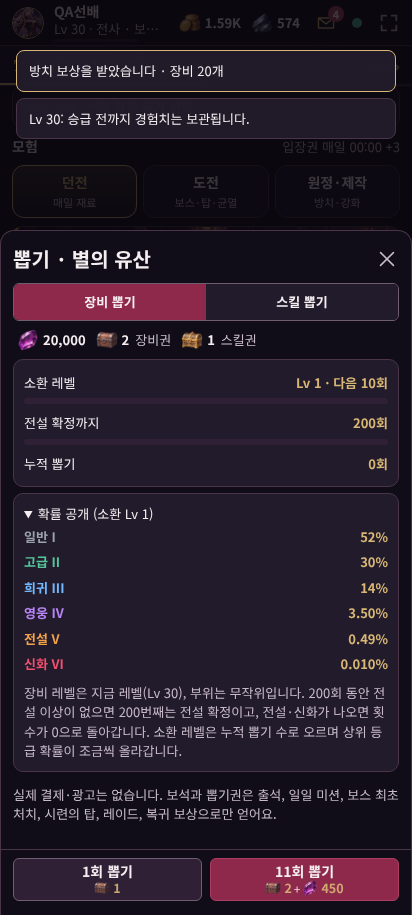 QA선배
Lv 30 · 전사 · 보…
1.59K
574
4
방치 보상을 받았습니다 · 장비 20개
Lv 30: 승급 전까지 경험치는 보관됩니다.
모험
입장권 매일 00:00 +3
던전
매일 재료
도전
보스·탑·균열
원정·제작
방치·강화
뽑기 · 별의 유산
장비 뽑기
스킬 뽑기
20,000
2 장비권
1 스킬권
소환 레벨
Lv 1 · 다음 10회
전설 확정까지
200회
누적 뽑기
0회
▼ 확률 공개 (소환 Lv 1)
일반 I
52%
고급 II
30%
희귀 III
14%
영웅 IV
3.50%
전설 V
0.49%
신화 VI
0.010%
장비 레벨은 지금 레벨(Lv 30), 부위는 무작위입니다. 200회 동안 전
설 이상이 없으면 200번째는 전설 확정이고, 전설·신화가 나오면 횟
수가 0으로 돌아갑니다. 소환 레벨은 누적 뽑기 수로 오르며 상위 등
급 확률이 조금씩 올라갑니다.
실제 결제·광고는 없습니다. 보석과 뽑기권은 출석, 일일 미션, 보스 최초
처치, 시련의 탑, 레이드, 복귀 보상으로만 얻어요.
1회 뽑기
1
11회 뽑기
2 + 450